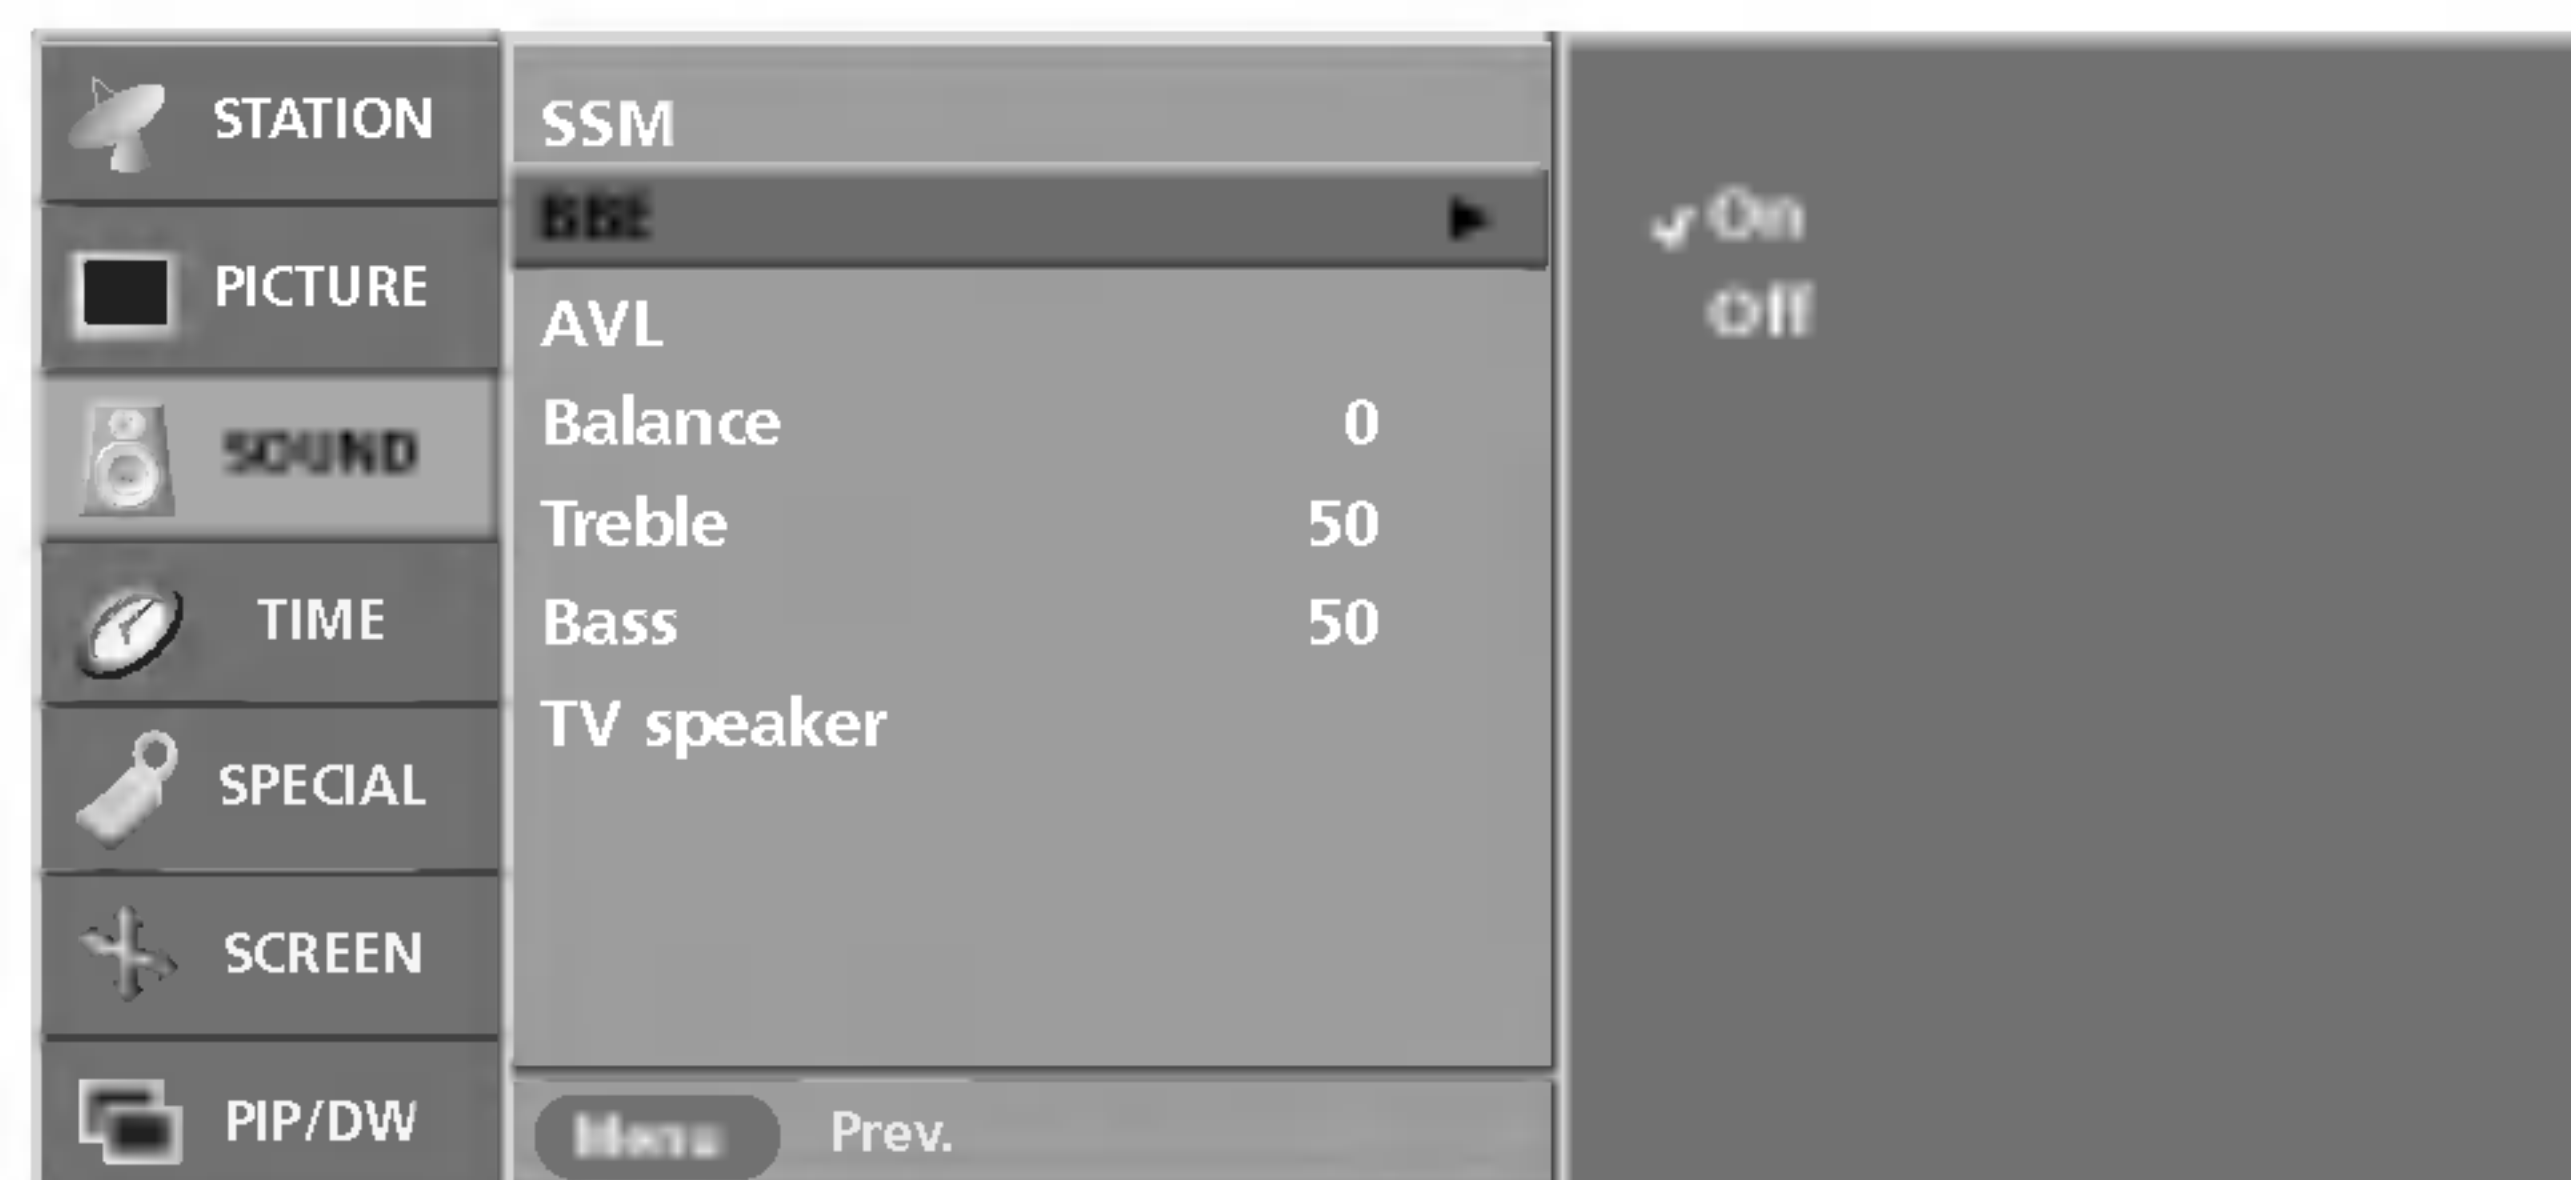 STATION
PICTURE
SOUND
TIME
SPECIAL
SCREEN
PIP/DW
SSM
BBE
AVL
Balance 0
Treble 50
Bass 50
TV speaker
Menu Prev.
On
Off